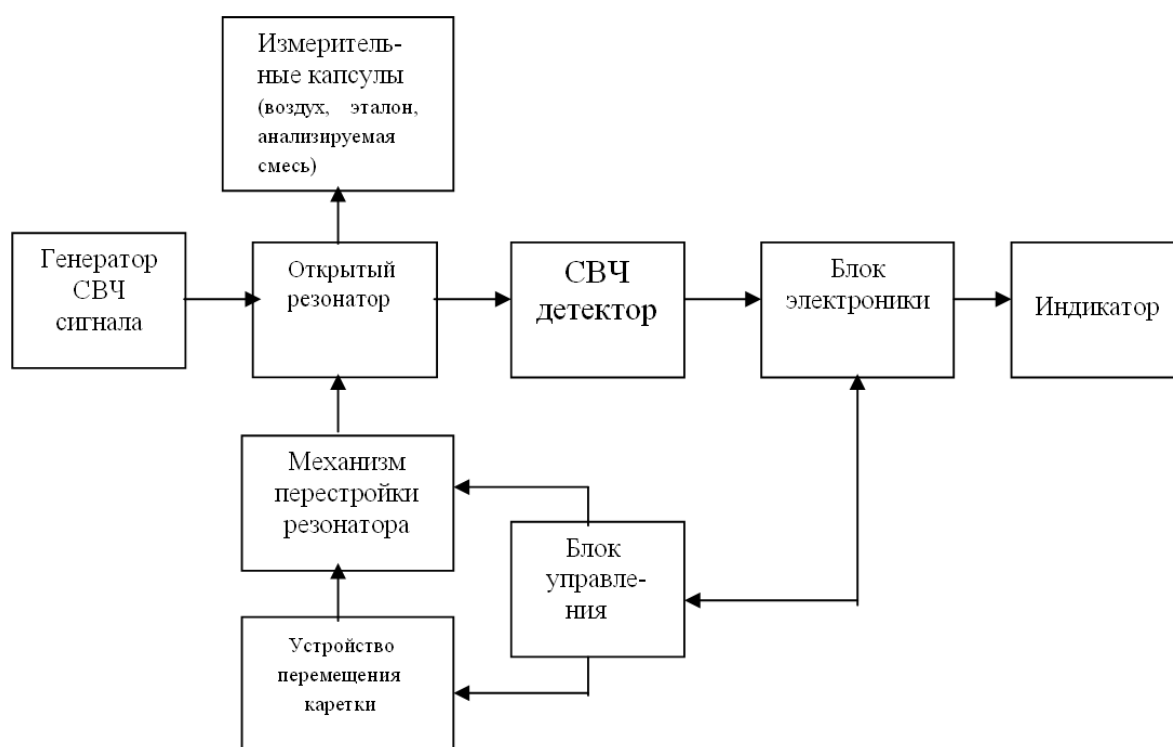 Измеритель-
ные капсулы
(воздух, эталон,
анализируемая
смесь)
Генератор
СВЧ
сигнала
Открытый
резонатор
СВЧ
детектор
Блок
электроники
Индикатор
Механизм
перестройки
резонатора
Блок
управле-
ния
Устройство
перемещения
каретки